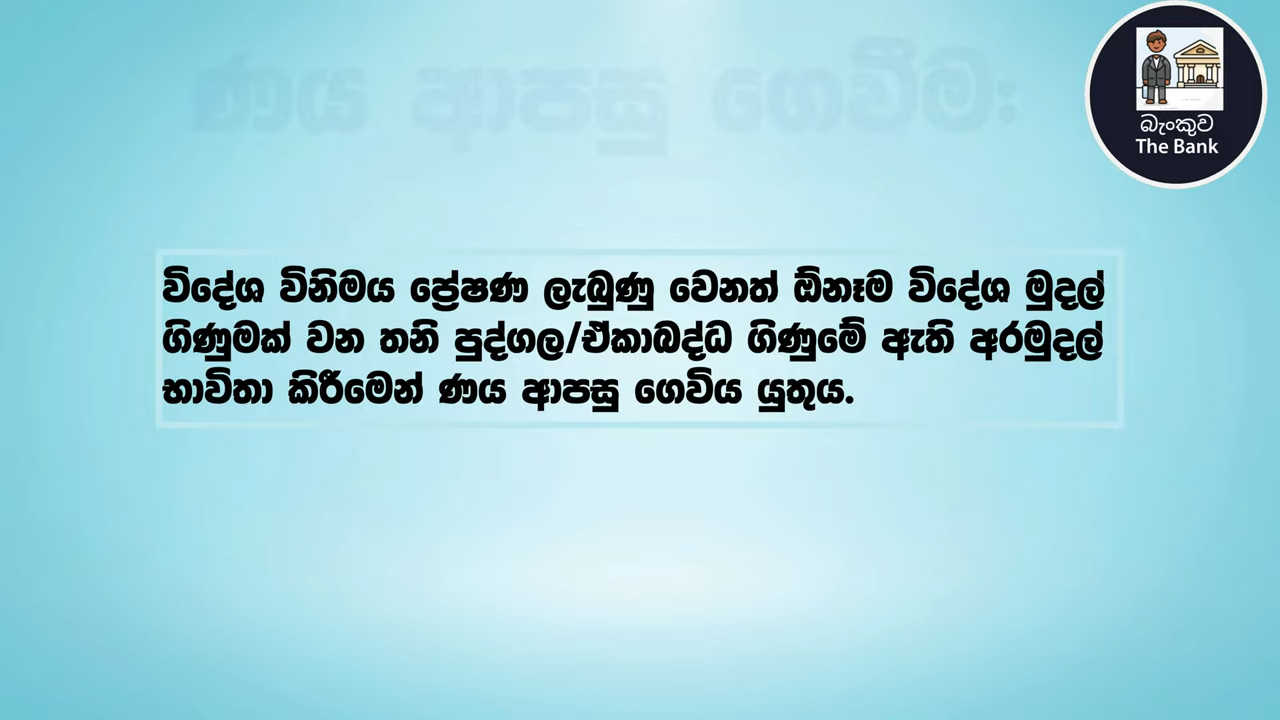 ණය ආපසු ගෙවීම:
බැංකුව
The Bank
විදේශ විනිමය ප්‍රේෂණ ලැබුණු වෙනත් ඕනෑම විදේශ මුදල්
ගිණුමක් වන තනි පුද්ගල/ඒකාබද්ධ ගිණුමේ ඇති අරමුදල්
භාවිතා කිරීමෙන් ණය ආපසු ගෙවිය යුතුය.